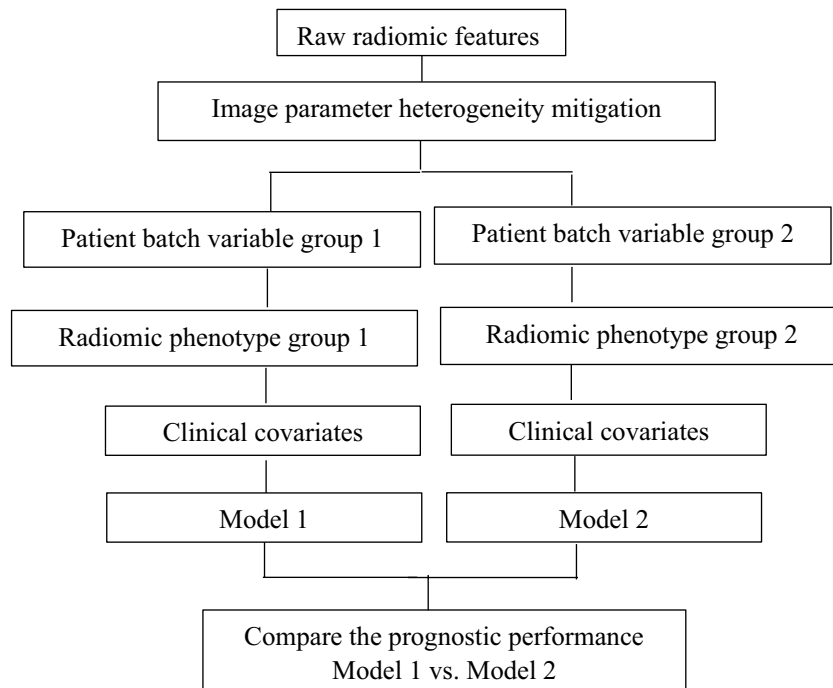 Raw radiomic features
Image parameter heterogeneity mitigation
Patient batch variable group 1
Patient batch variable group 2
Radiomic phenotype group 1
Radiomic phenotype group 2
Clinical covariates
Clinical covariates
Model 1
Model 2
Compare the prognostic performance
Model 1 vs. Model 2